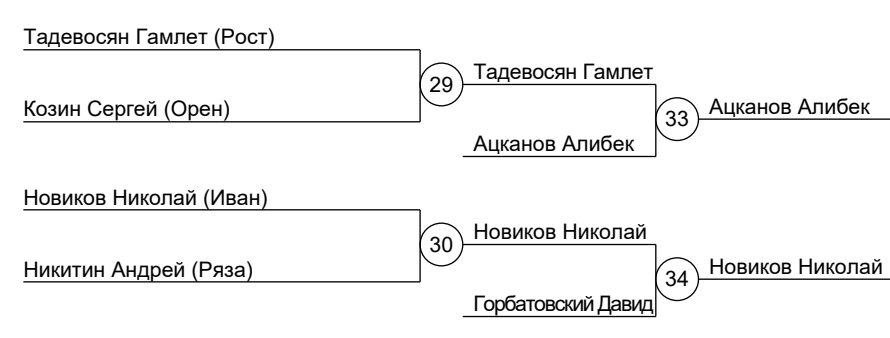 Тадевосян Гамлет (Рост)
29
Тадевосян Гамлет
Козин Сергей (Орен)
33
Ацканов Алибек
Ацканов Алибек
Новиков Николай (Иван)
30
Новиков Николай
Никитин Андрей (Ряза)
34
Новиков Николай
Горбатовский Давид